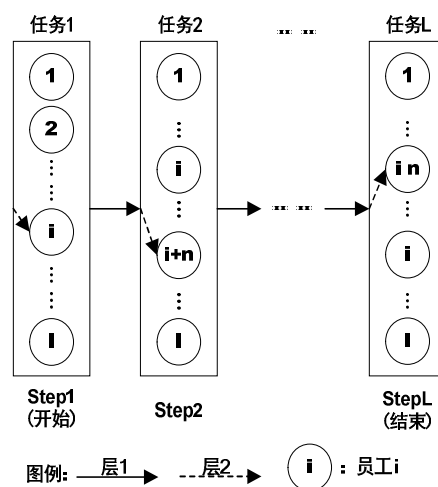 任务1 任务2 …… 任务L
1 1 1
2
…… … …
i in
…… …
i i+n i
…… … …
I I I
Step1 Step2 …… StepL
(开始) (结束)
图例: 层1 层2 i : 员工i